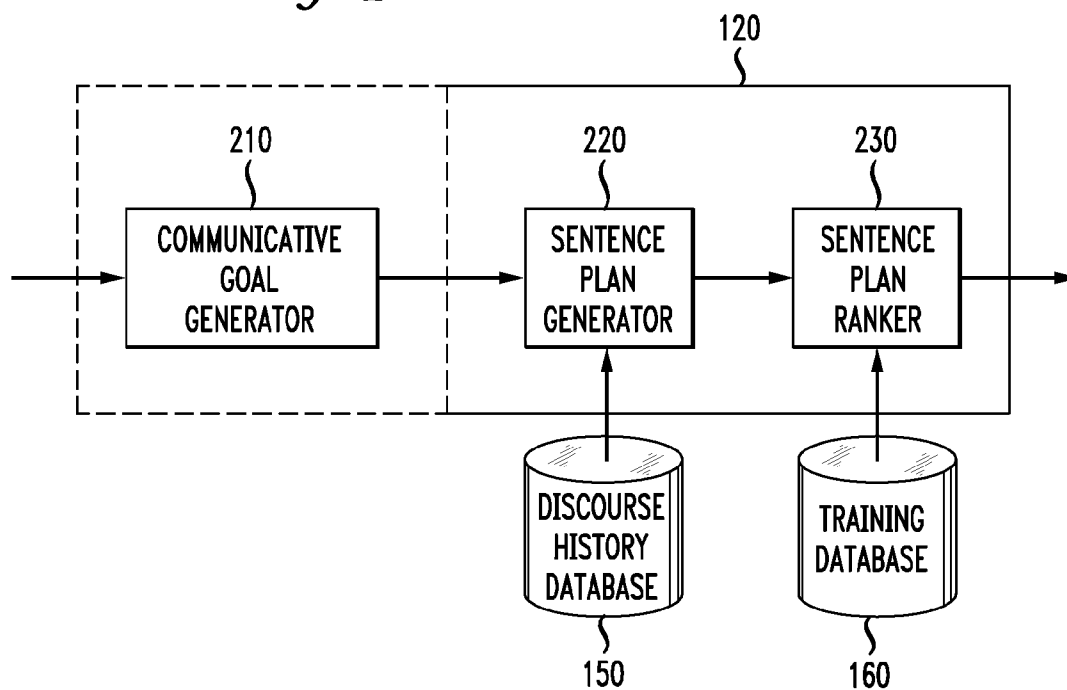 120
210
220
230
COMMUNICATIVE
GOAL
GENERATOR
SENTENCE
PLAN
GENERATOR
SENTENCE
PLAN
RANKER
DISCOURSE
HISTORY
DATABASE
TRAINING
DATABASE
150
160